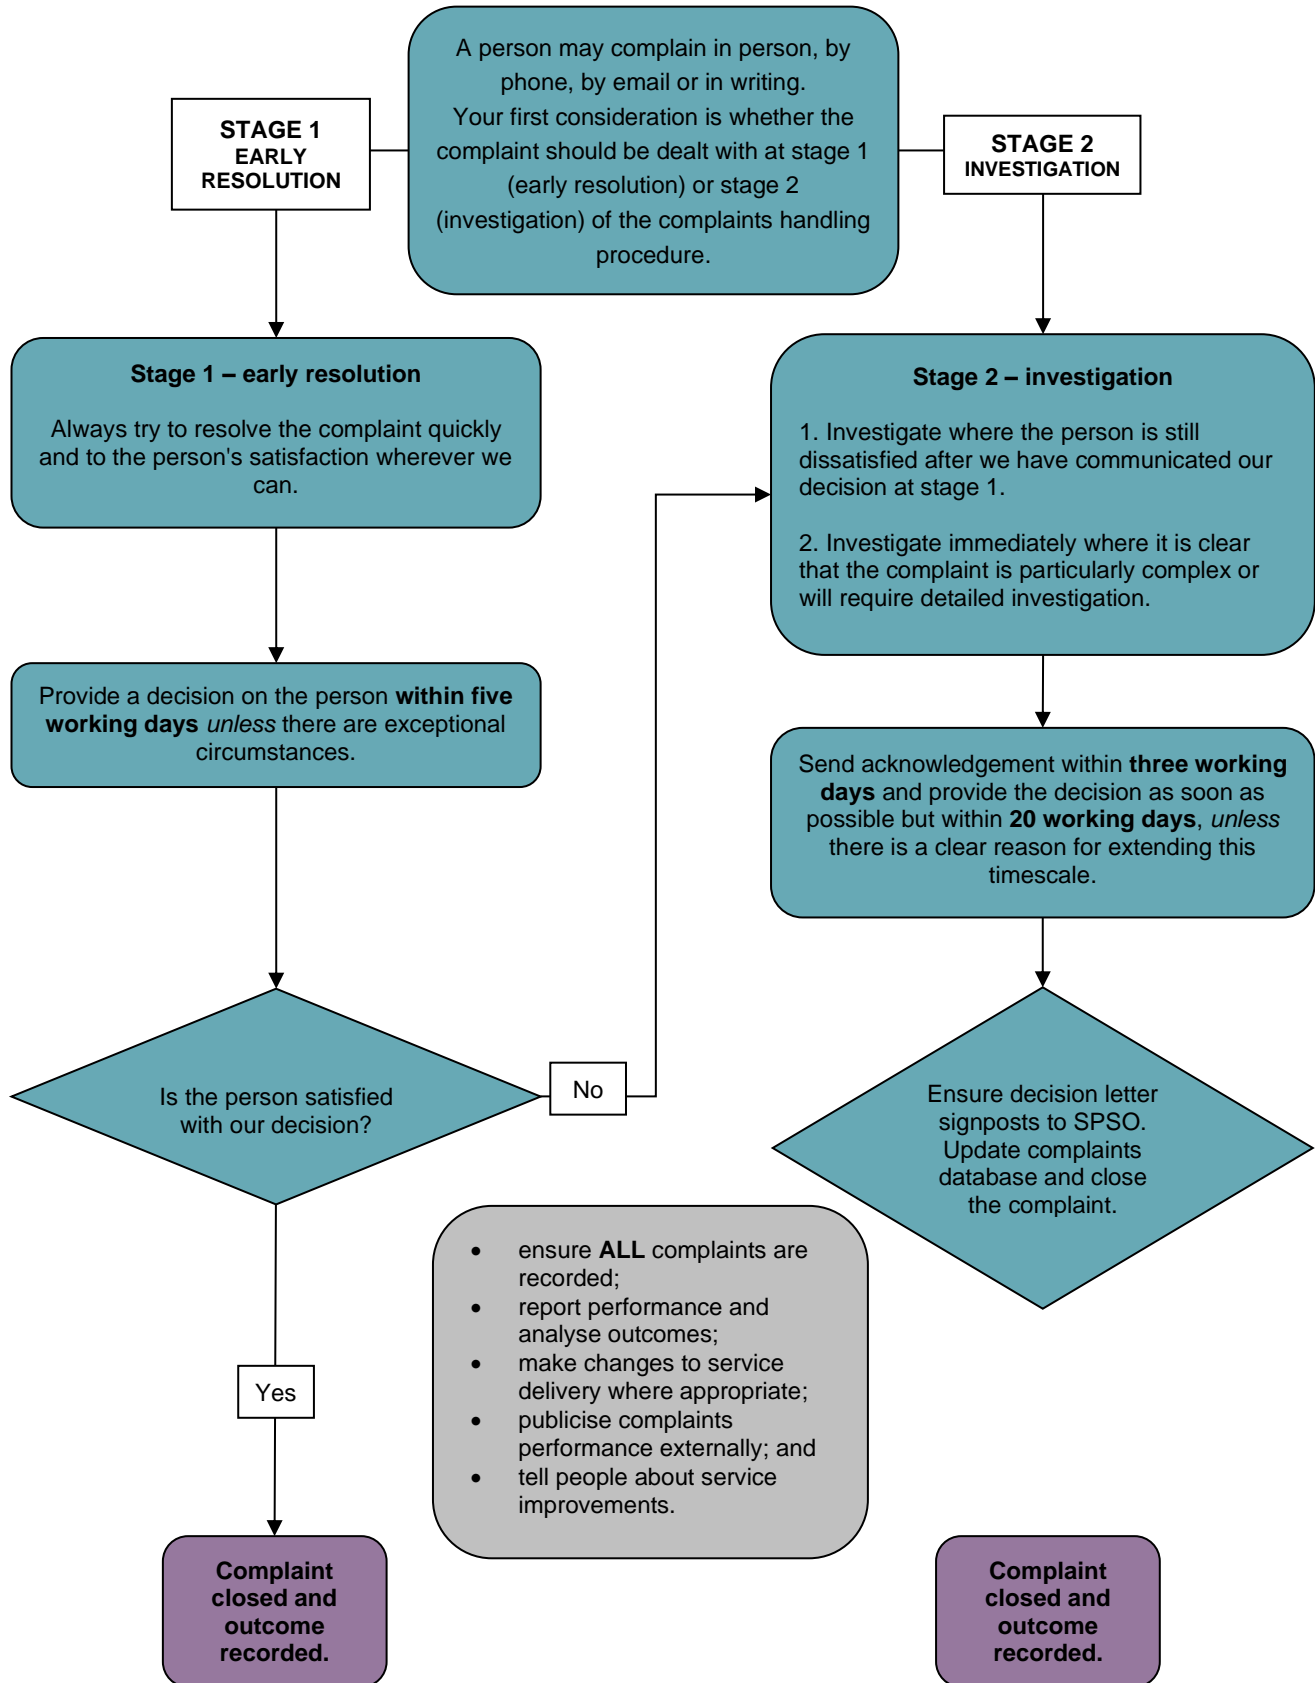 A person may complain in person, by
phone, by email or in writing.
Your first consideration is whether the
complaint should be dealt with at stage 1
(early resolution) or stage 2
(investigation) of the complaints handling
procedure.
STAGE 1
EARLY
RESOLUTION
STAGE 2
INVESTIGATION
Stage 1 – early resolution
Always try to resolve the complaint quickly
and to the person's satisfaction wherever we
can.
Stage 2 – investigation
1. Investigate where the person is still
dissatisfied after we have communicated our
decision at stage 1.
2. Investigate immediately where it is clear
that the complaint is particularly complex or
will require detailed investigation.
Provide a decision on the person within five
working days unless there are exceptional
circumstances.
Send acknowledgement within three working
days and provide the decision as soon as
possible but within 20 working days, unless
there is a clear reason for extending this
timescale.
Is the person satisfied
with our decision?
No
Ensure decision letter
signposts to SPSO.
Update complaints
database and close
the complaint.
• ensure ALL complaints are
recorded;
• report performance and
analyse outcomes;
• make changes to service
delivery where appropriate;
• publicise complaints
performance externally; and
• tell people about service
improvements.
Yes
Complaint
closed and
outcome
recorded.
Complaint
closed and
outcome
recorded.